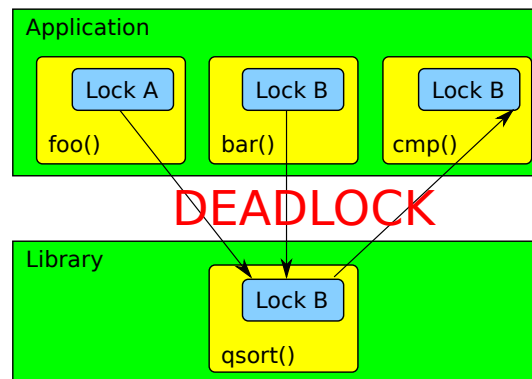 Application
Lock A
Lock B
Lock B
foo()
bar()
cmp()
DEADLOCK
Library
Lock B
qsort()